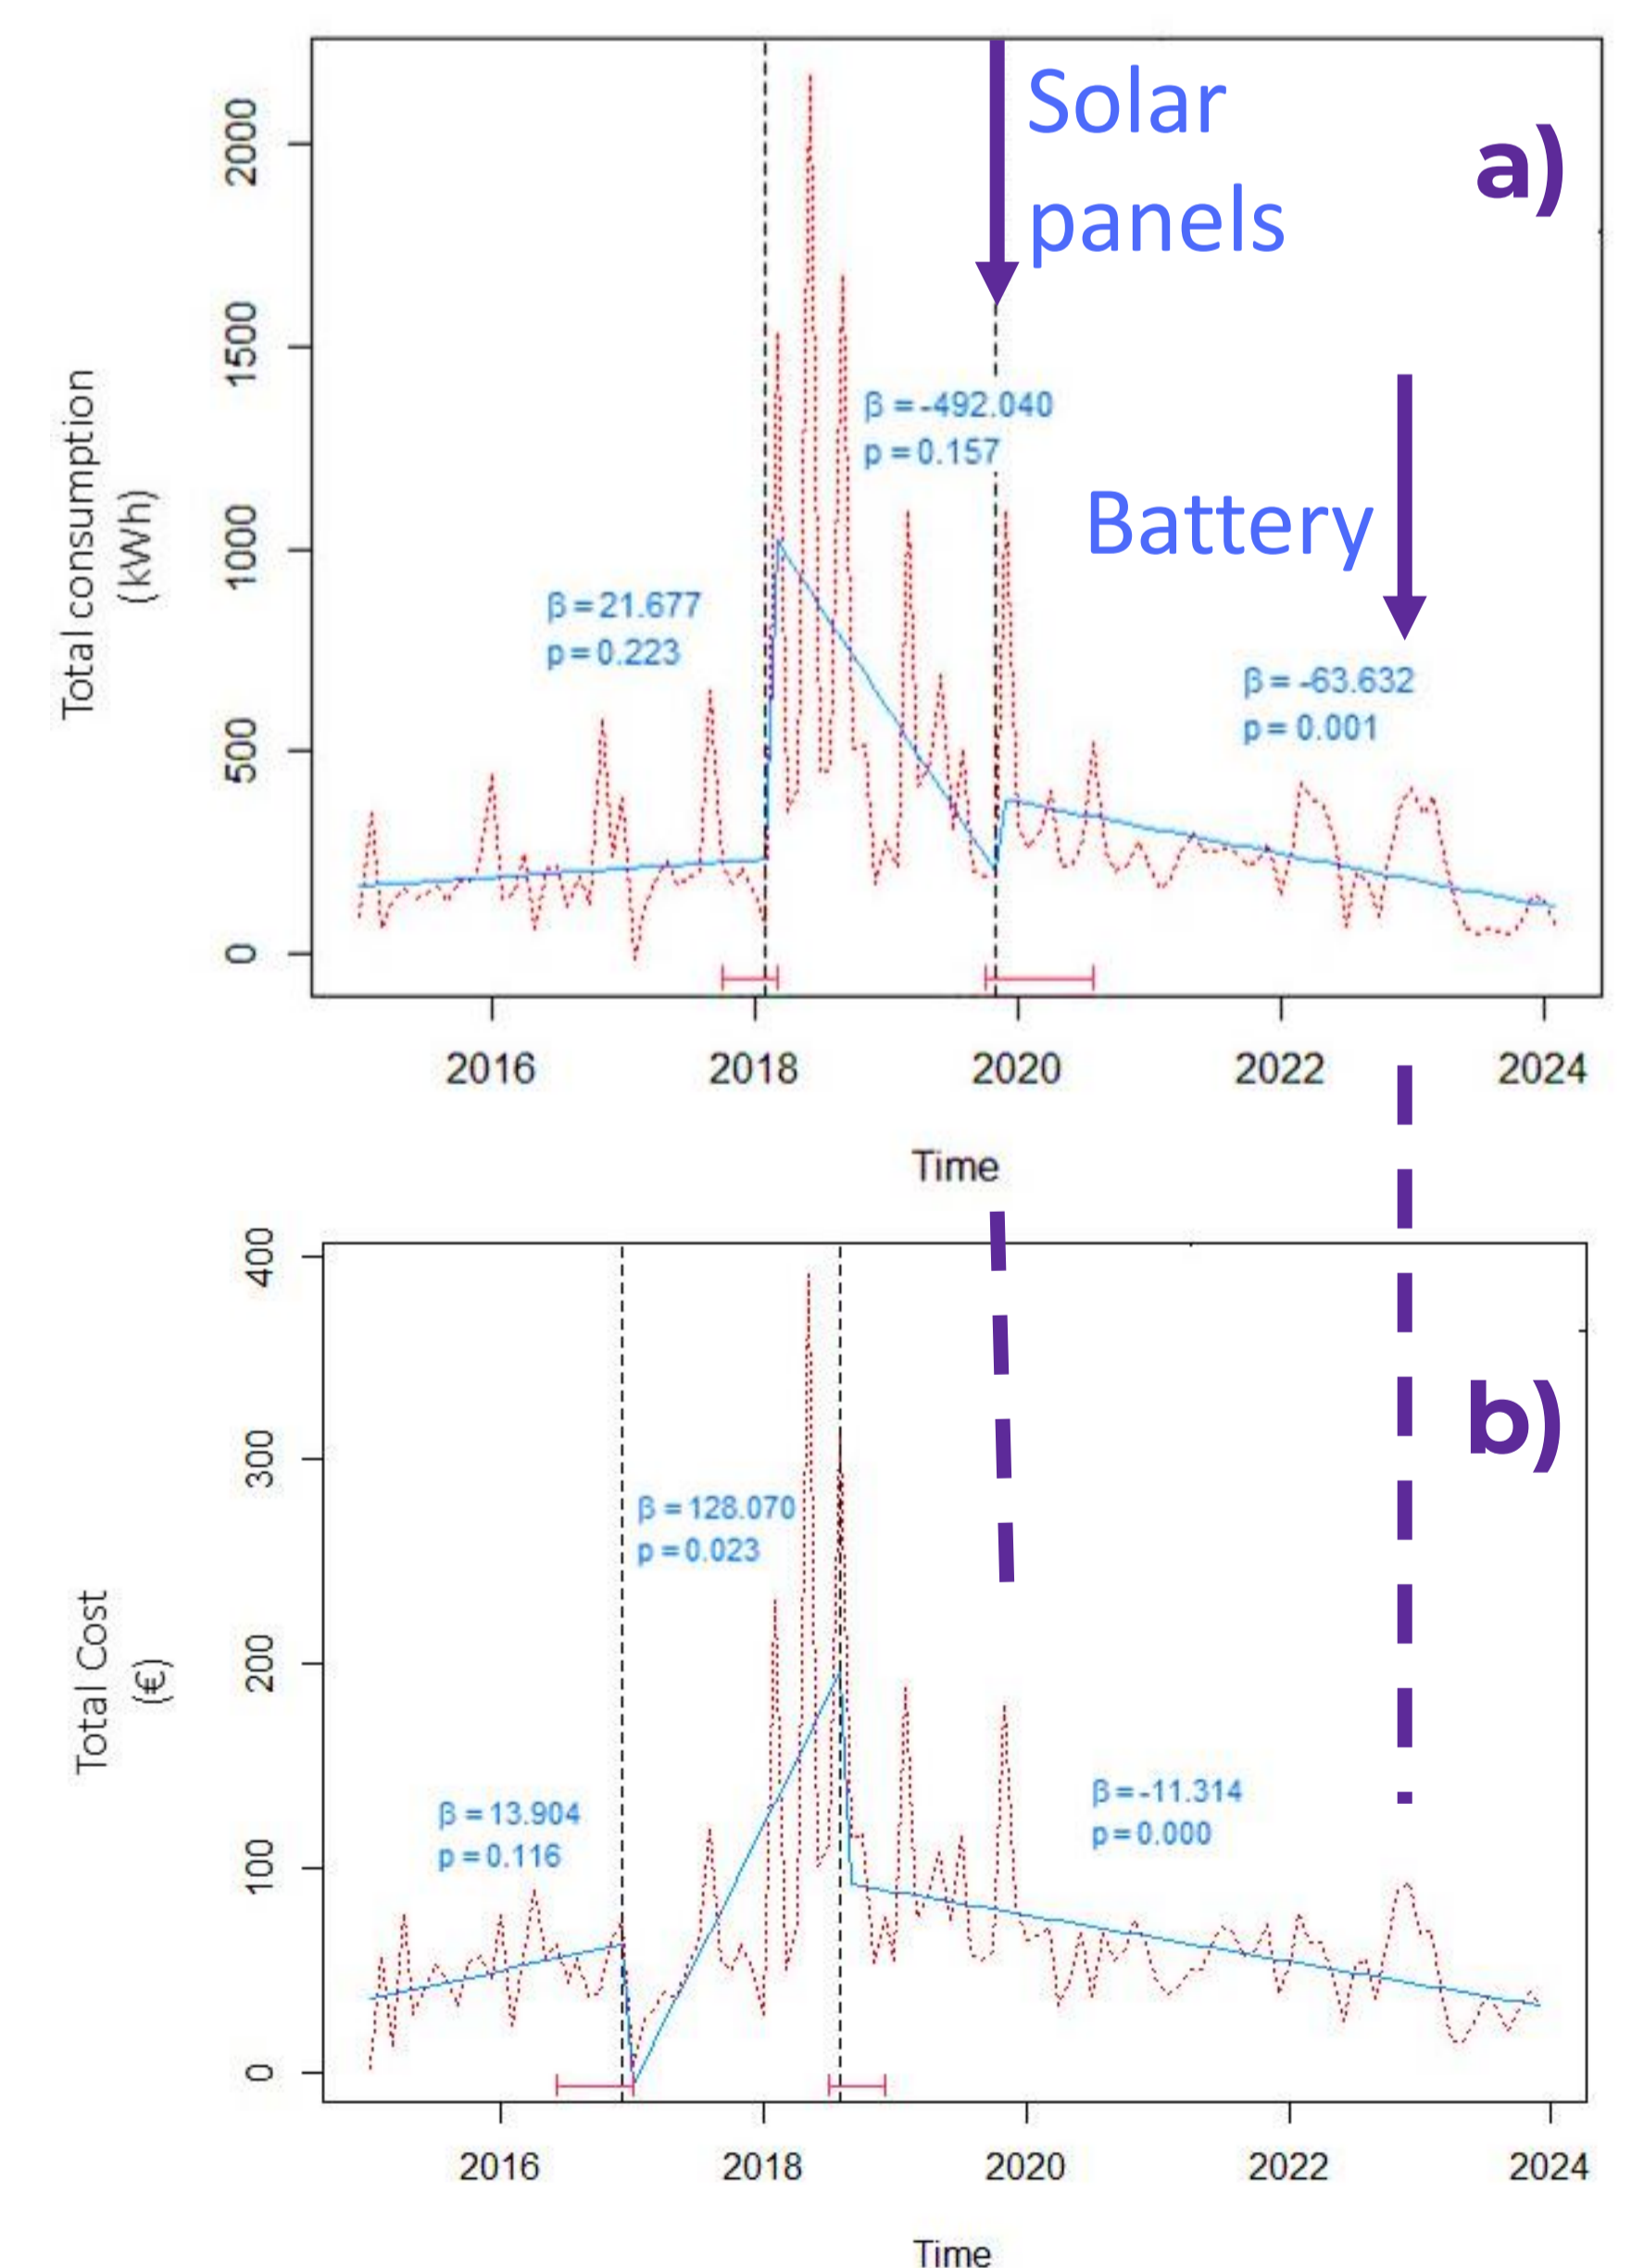 Solar
panels
a)
Battery
Total consumption
(kWh)
2000
1500
1000
500
0
β = -492.040
p = 0.157
β = 21.677
p = 0.223
β = -63.632
p = 0.001
2016 2018 2020 2022 2024
Time
b)
Total Cost
(€)
400
300
200
100
0
β = 128.070
p = 0.023
β = 13.904
p = 0.116
β = -11.314
p = 0.000
2016 2018 2020 2022 2024
Time